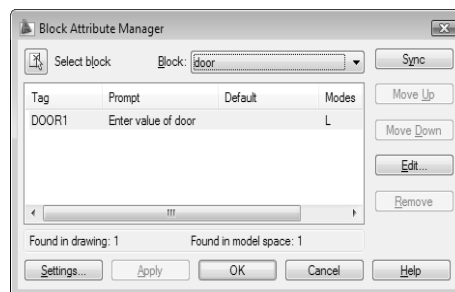 Block Attribute Manager
Select block Block: door Sync
Tag Prompt Default Modes Move Up
DOOR1 Enter value of door L
Move Down
Edit...
Remove
Found in drawing: 1 Found in model space: 1
Settings... Apply OK Cancel Help